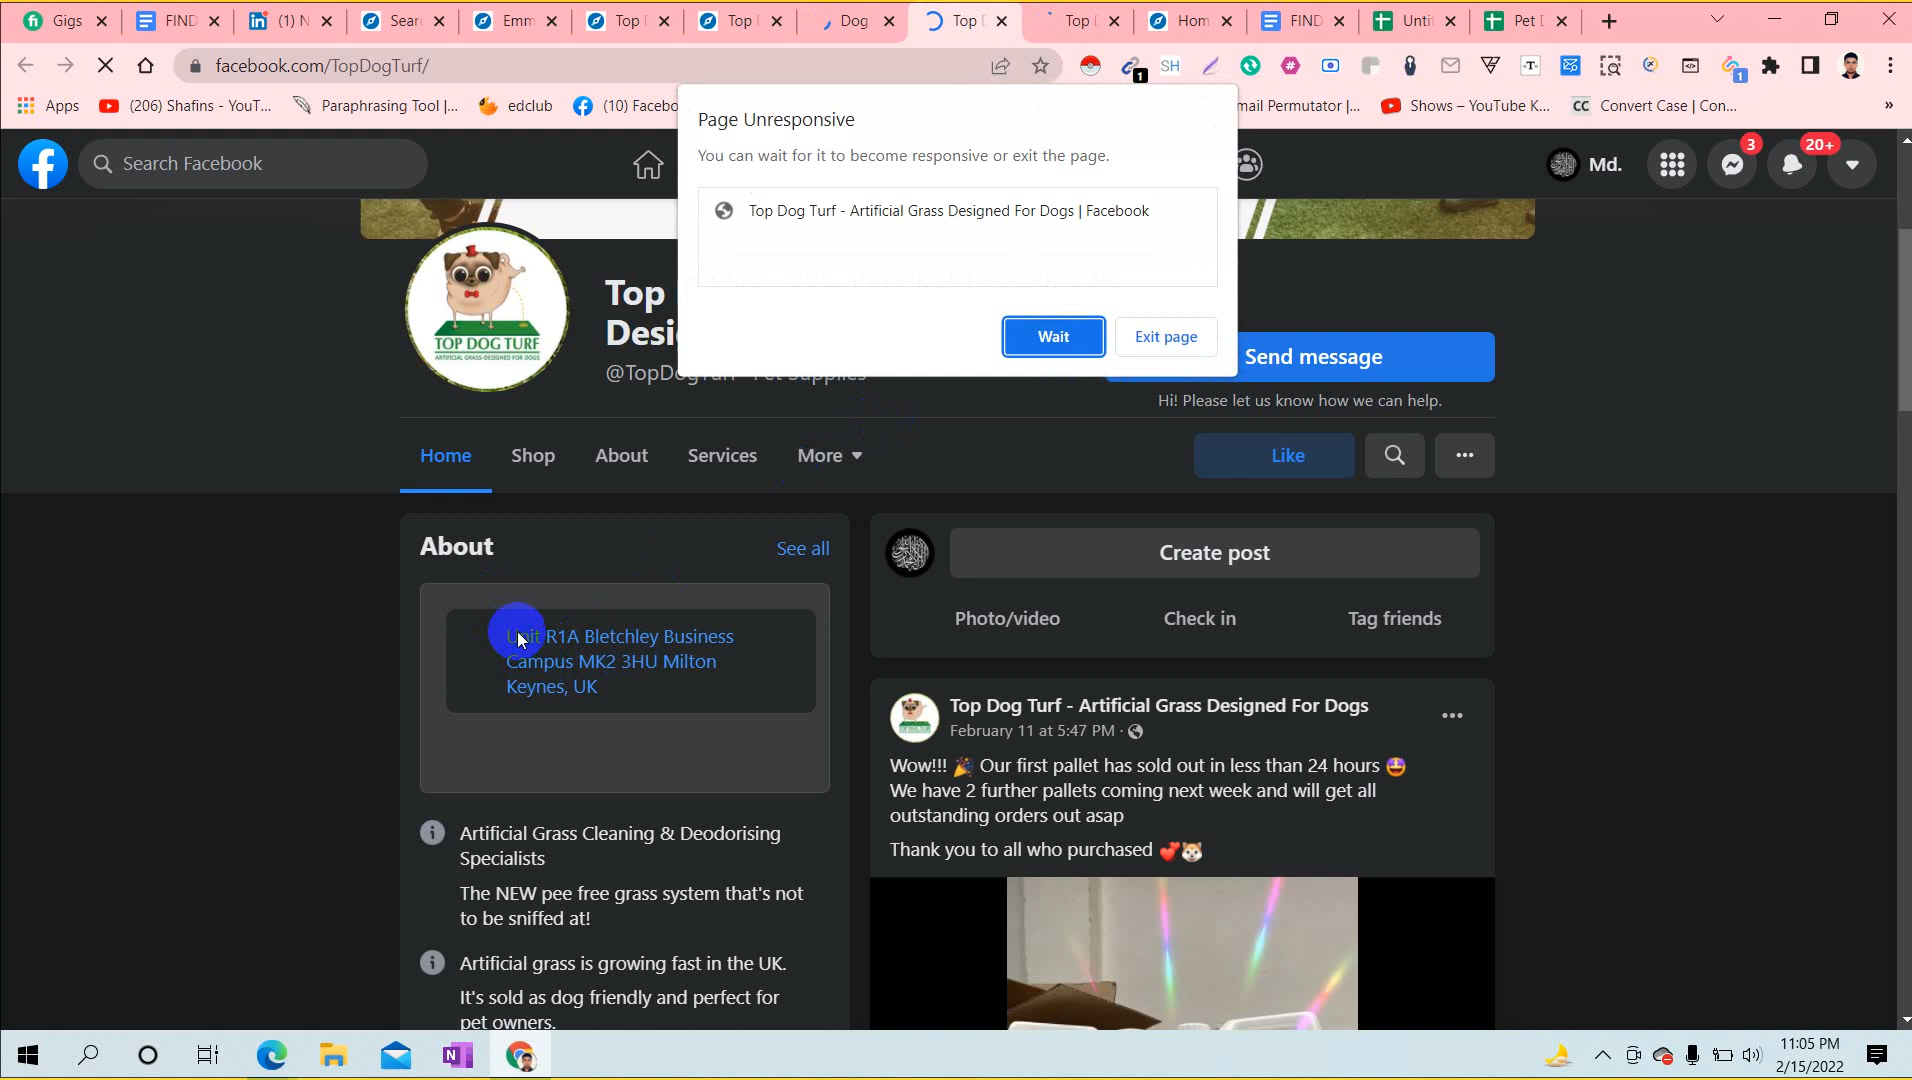 Gigs
FIND
(1) N
Sear
Emm
Top
Top
Dog
Top
Top
Hom
FIND
Unti
Pet
facebook.com/TopDogTurf/
SH
1
1
Apps
(206) Shafins - YouT...
Paraphrasing Tool |...
edclub
(10) Facebo
mail Permutator |...
Shows – YouTube K...
CC
Convert Case | Con...
»
Page Unresponsive
You can wait for it to become responsive or exit the page.
Top Dog Turf - Artificial Grass Designed For Dogs | Facebook
Wait
Exit page
Search Facebook
Md.
3
20+
TOP DOG TURF
ARTIFICIAL GRASS-DESIGNED FOR DOGS
Top
Desi
@TopDogTurf · Pet Supplies
Send message
Hi! Please let us know how we can help.
Home
Shop
About
Services
More
Like
About
See all
Unit R1A Bletchley Business
Campus MK2 3HU Milton
Keynes, UK
Artificial Grass Cleaning & Deodorising
Specialists
The NEW pee free grass system that's not
to be sniffed at!
Artificial grass is growing fast in the UK.
It's sold as dog friendly and perfect for
pet owners.
Create post
Photo/video
Check in
Tag friends
Top Dog Turf - Artificial Grass Designed For Dogs
February 11 at 5:47 PM ·
Wow!!! 🎉 Our first pallet has sold out in less than 24 hours 🤩
We have 2 further pallets coming next week and will get all
outstanding orders out asap
Thank you to all who purchased 💕🐶
11:05 PM
2/15/2022